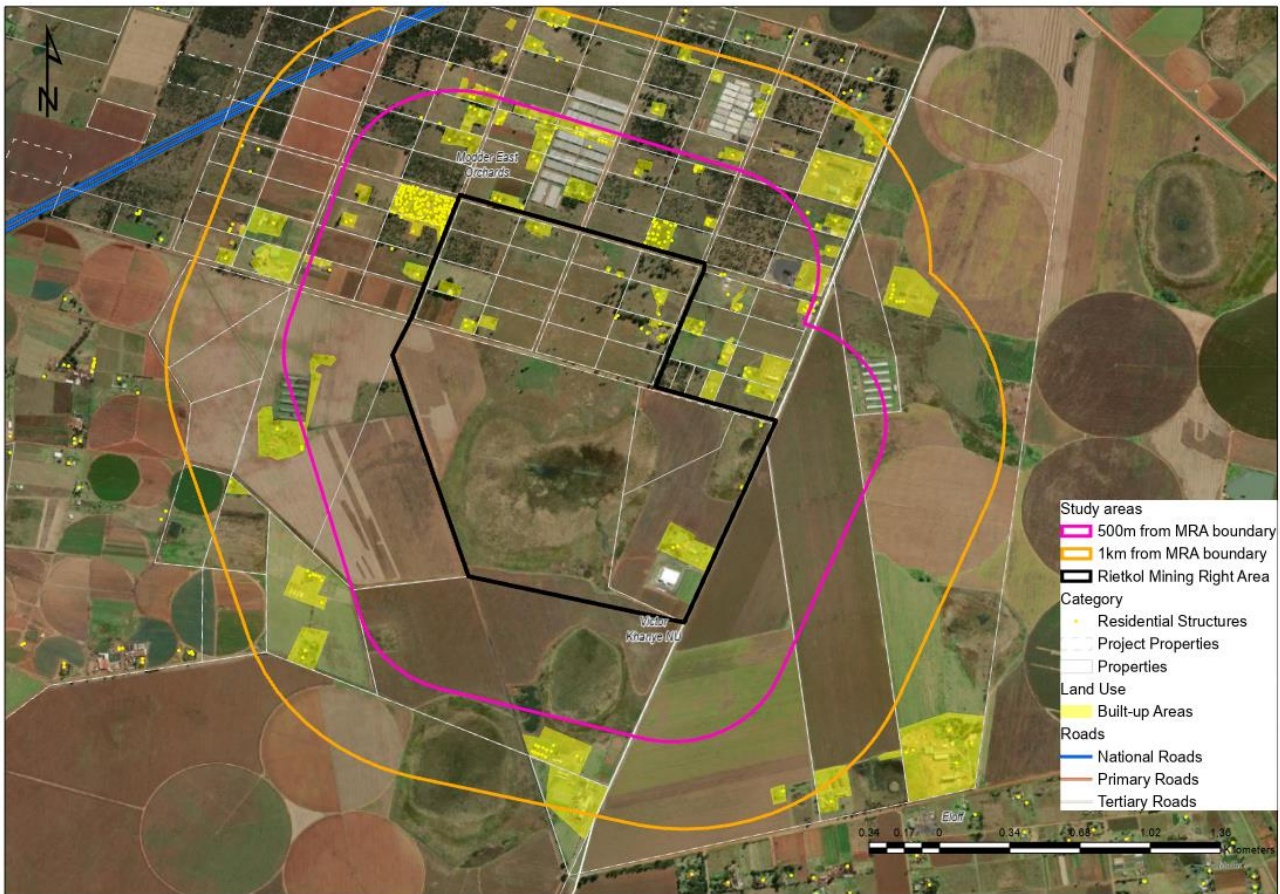 N
Modder East
Orchards
Victor
Khanye NU
Eloff
Study areas
500m from MRA boundary
1km from MRA boundary
Rietkol Mining Right Area
Category
Residential Structures
Project Properties
Properties
Land Use
Built-up Areas
Roads
National Roads
Primary Roads
Tertiary Roads
0.34 0.17 0 0.34 0.68 1.02 1.36
Kilometers